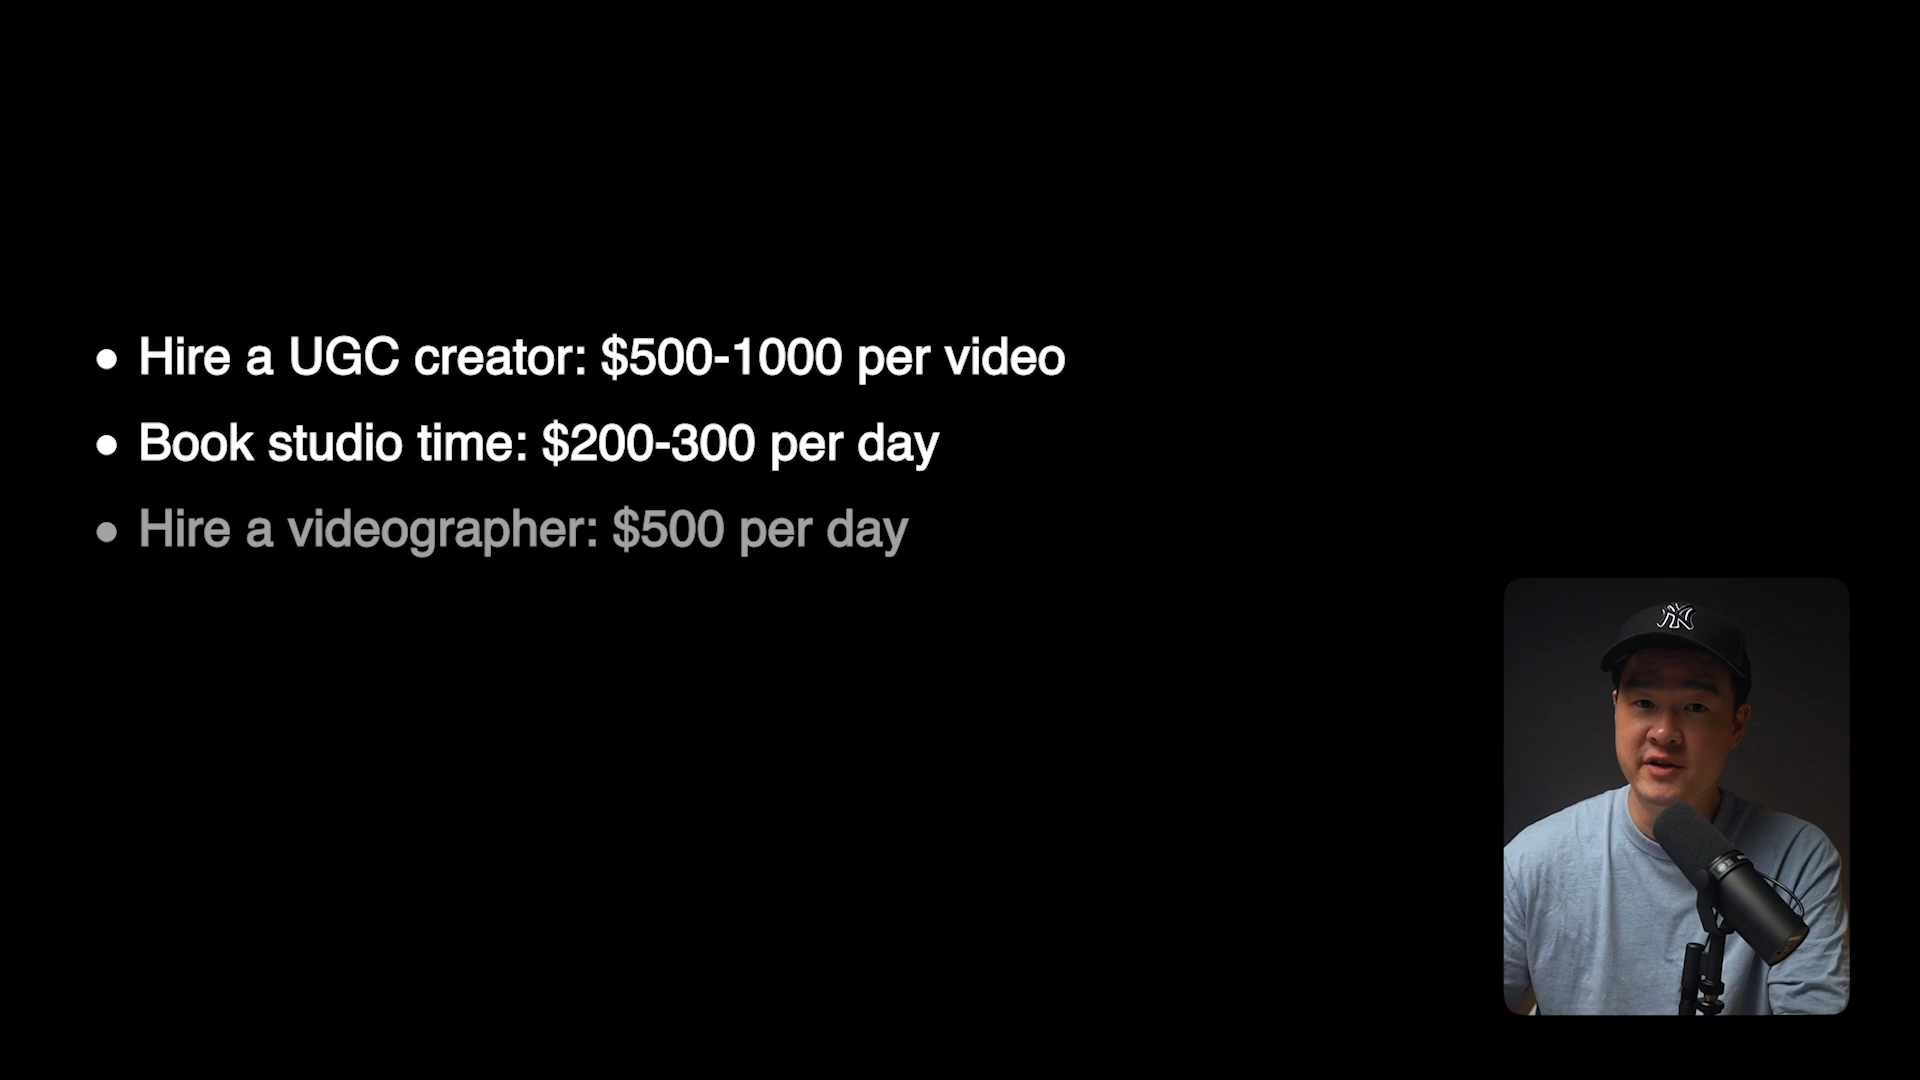 • Hire a UGC creator: $500-1000 per video
• Book studio time: $200-300 per day
• Hire a videographer: $500 per day
NY